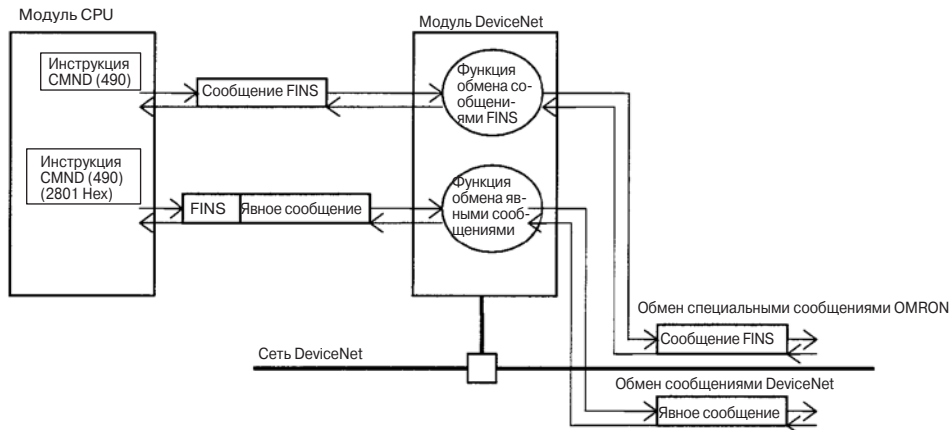 Модуль CPU
Модуль DeviceNet
Инструкция
CMND (490)
Сообщение FINS
Функция
обмена со-
общени-
ями FINS
Инструкция
CMND (490)
(2801 Hex)
FINS
Явное сообщение
Функция
обмена яв-
ными сооб-
щениями
Обмен специальными сообщениями OMRON
Сообщение FINS
Сеть DeviceNet
Обмен сообщениями DeviceNet
Явное сообщение